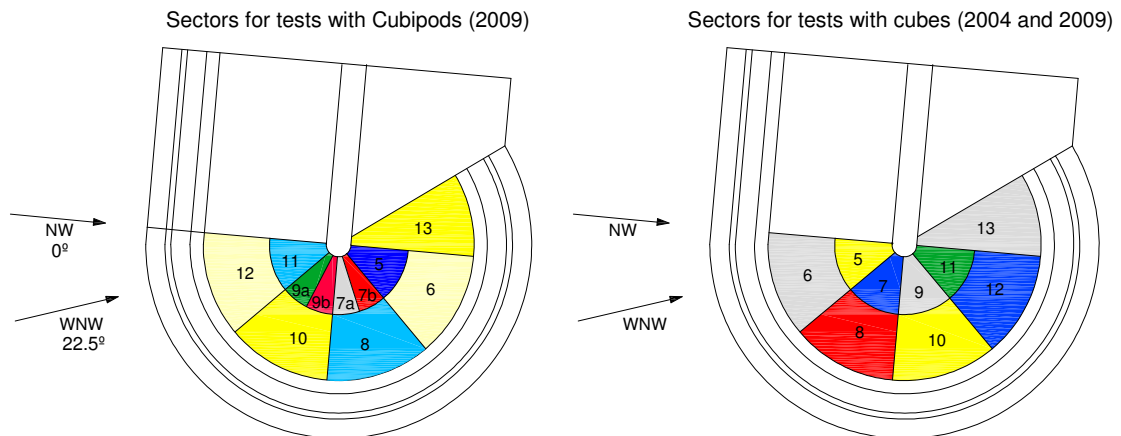 Sectors for tests with Cubipods (2009)
NW
0º
WNW
22.5º
13
5
11
6
12
9a
9b
7a
7b
10
8
Sectors for tests with cubes (2004 and 2009)
NW
WNW
13
5
11
6
7
9
12
8
10